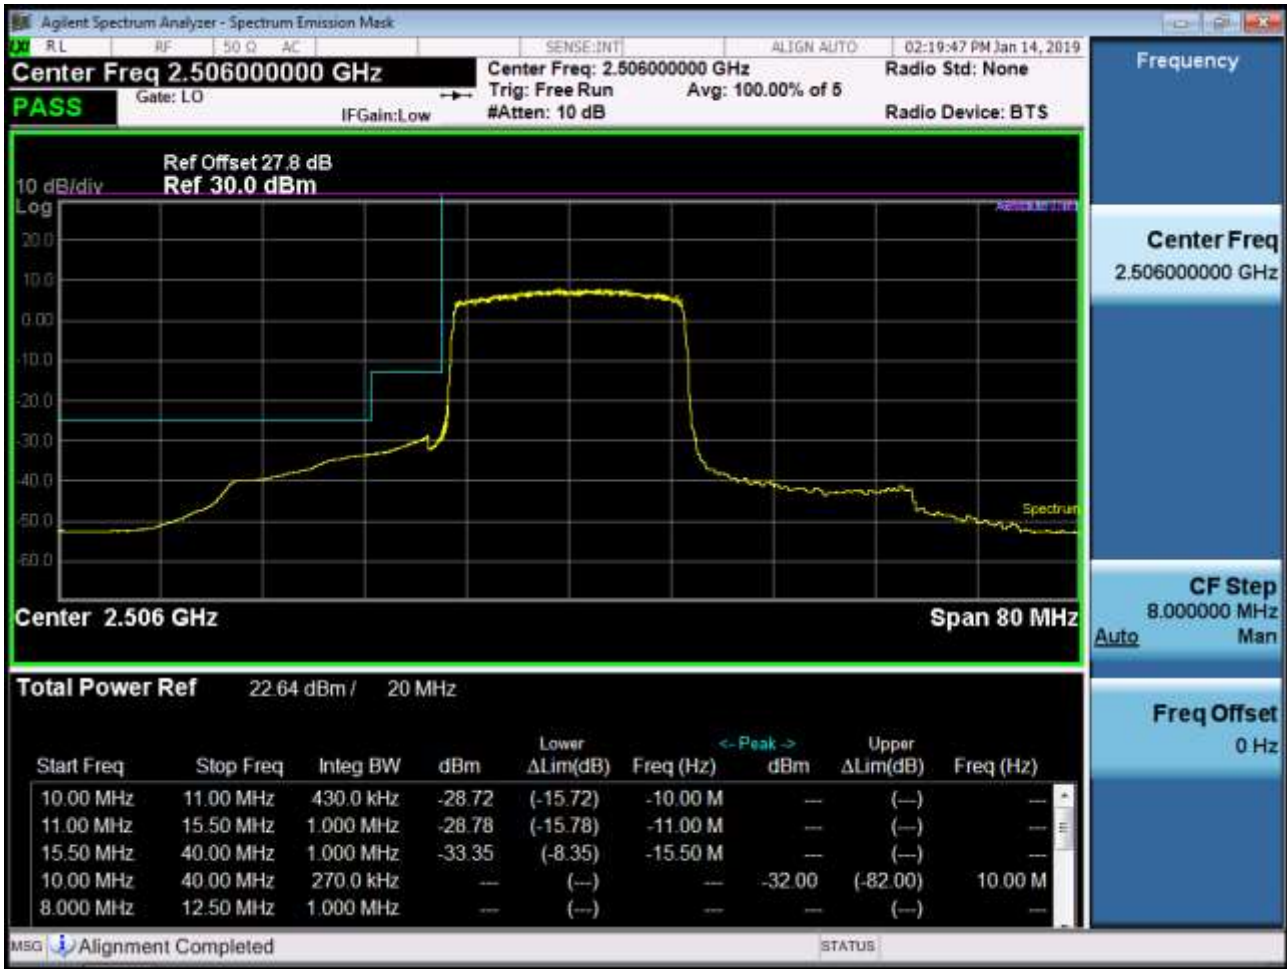 Agilent Spectrum Analyzer - Spectrum Emission Mask
LXI RL RF 50 Ω AC SENSE:INT ALIGN AUTO 02:19:47 PM Jan 14, 2019
Center Freq 2.506000000 GHz
Center Freq: 2.506000000 GHz Radio Std: None
PASS Gate: LO Trig: Free Run Avg: 100.00% of 5
IFGain:Low #Atten: 10 dB Radio Device: BTS
Ref Offset 27.8 dB
10 dB/div Ref 30.0 dBm
Log
20.0
10.0
0.00
-10.0
-20.0
-30.0
-40.0
-50.0
-60.0
Spectrum
Center 2.506 GHz Span 80 MHz
Total Power Ref 22.64 dBm / 20 MHz
Lower <- Peak -> Upper
Start Freq Stop Freq Integ BW dBm ΔLim(dB) Freq (Hz) dBm ΔLim(dB) Freq (Hz)
10.00 MHz 11.00 MHz 430.0 kHz -28.72 (-15.72) -10.00 M --- (---) ---
11.00 MHz 15.50 MHz 1.000 MHz -28.78 (-15.78) -11.00 M --- (---) ---
15.50 MHz 40.00 MHz 1.000 MHz -33.35 (-8.35) -15.50 M --- (---) ---
10.00 MHz 40.00 MHz 270.0 kHz --- (---) --- -32.00 (-82.00) 10.00 M
8.000 MHz 12.50 MHz 1.000 MHz --- (---) --- --- (---) ---
MSG Alignment Completed STATUS
Frequency
Center Freq
2.506000000 GHz
CF Step
8.000000 MHz
Auto Man
Freq Offset
0 Hz